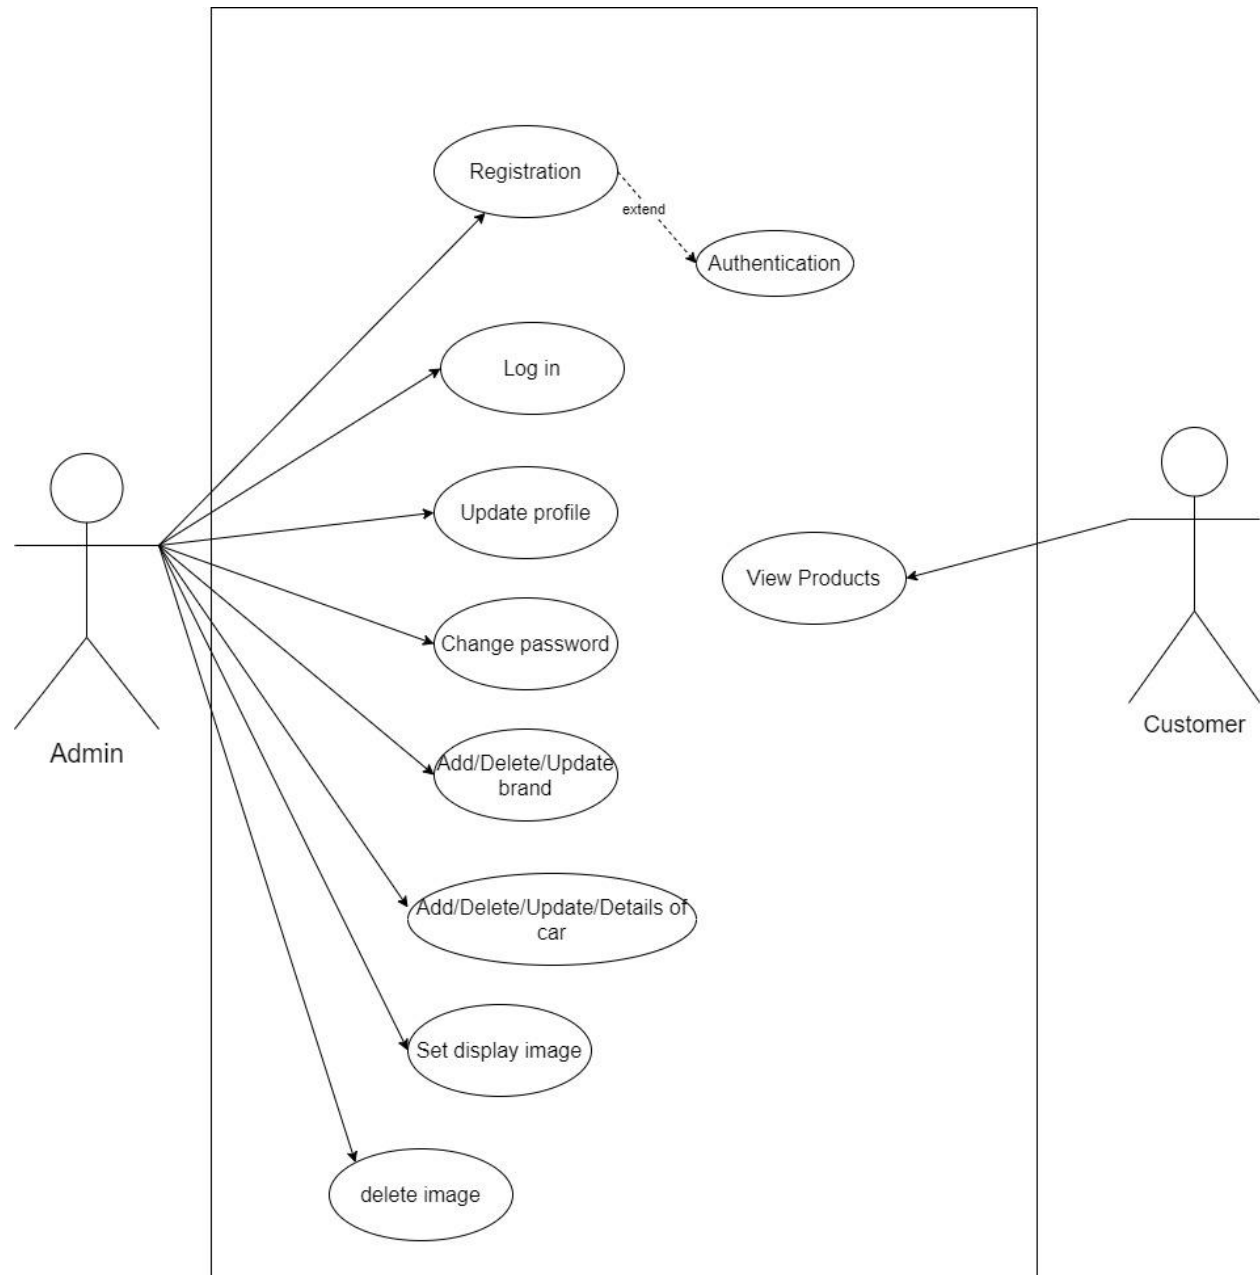 Registration
extend
Authentication
Log in
Update profile
View Products
Change password
Customer
Admin
Add/Delete/Update
brand
Add/Delete/Update/Details of
car
Set display image
delete image